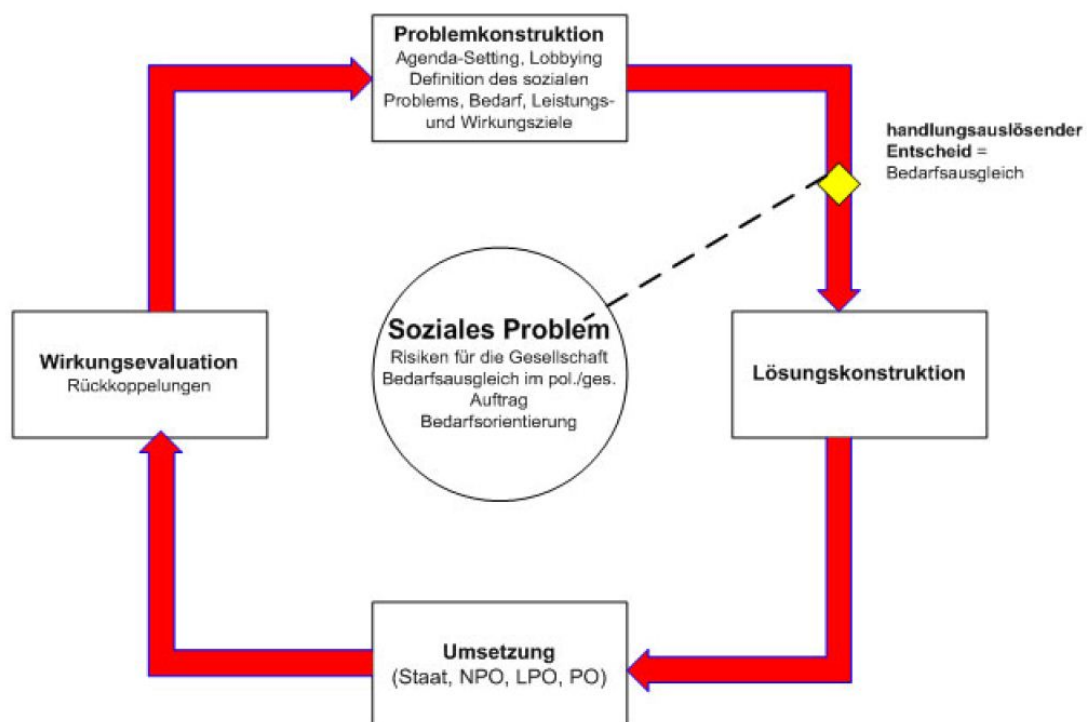 Problemkonstruktion
Agenda-Setting, Lobbying
Definition des sozialen
Problems, Bedarf, Leistungs-
und Wirkungsziele
handlungsauslösender
Entscheid =
Bedarfsausgleich
Soziales Problem
Risiken für die Gesellschaft
Bedarfsausgleich im pol./ges.
Auftrag
Bedarfsorientierung
Wirkungsevaluation
Rückkoppelungen
Lösungskonstruktion
Umsetzung
(Staat, NPO, LPO, PO)